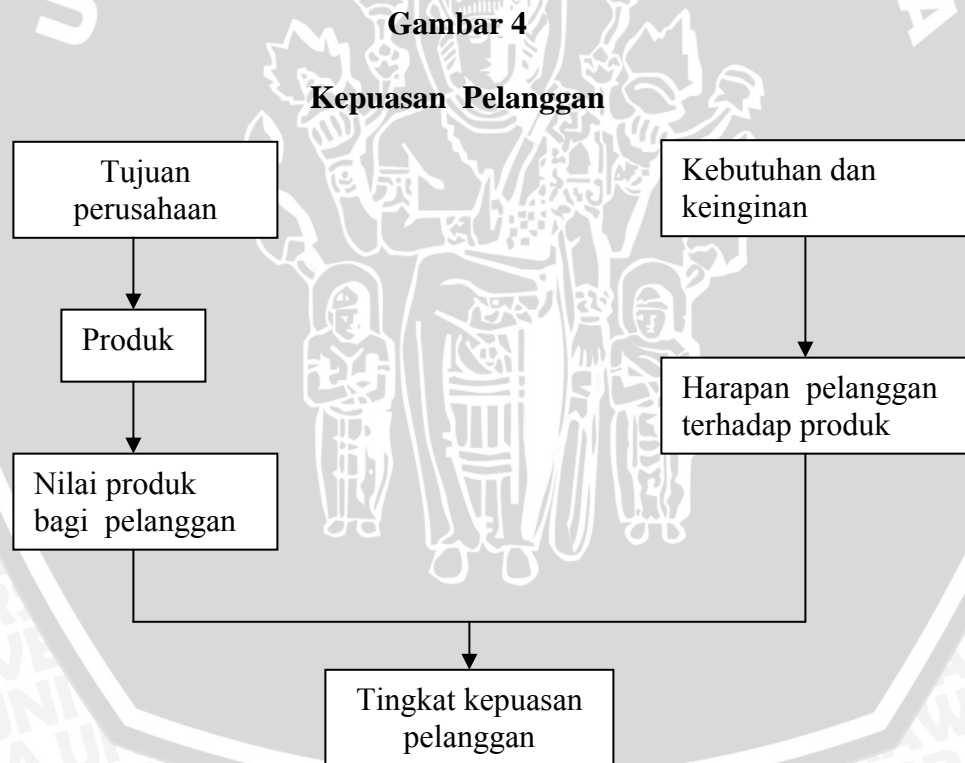 Gambar 4
Kepuasan Pelanggan
Tujuan
perusahaan
Produk
Nilai produk
bagi pelanggan
Kebutuhan dan
keinginan
Harapan pelanggan
terhadap produk
Tingkat kepuasan
pelanggan